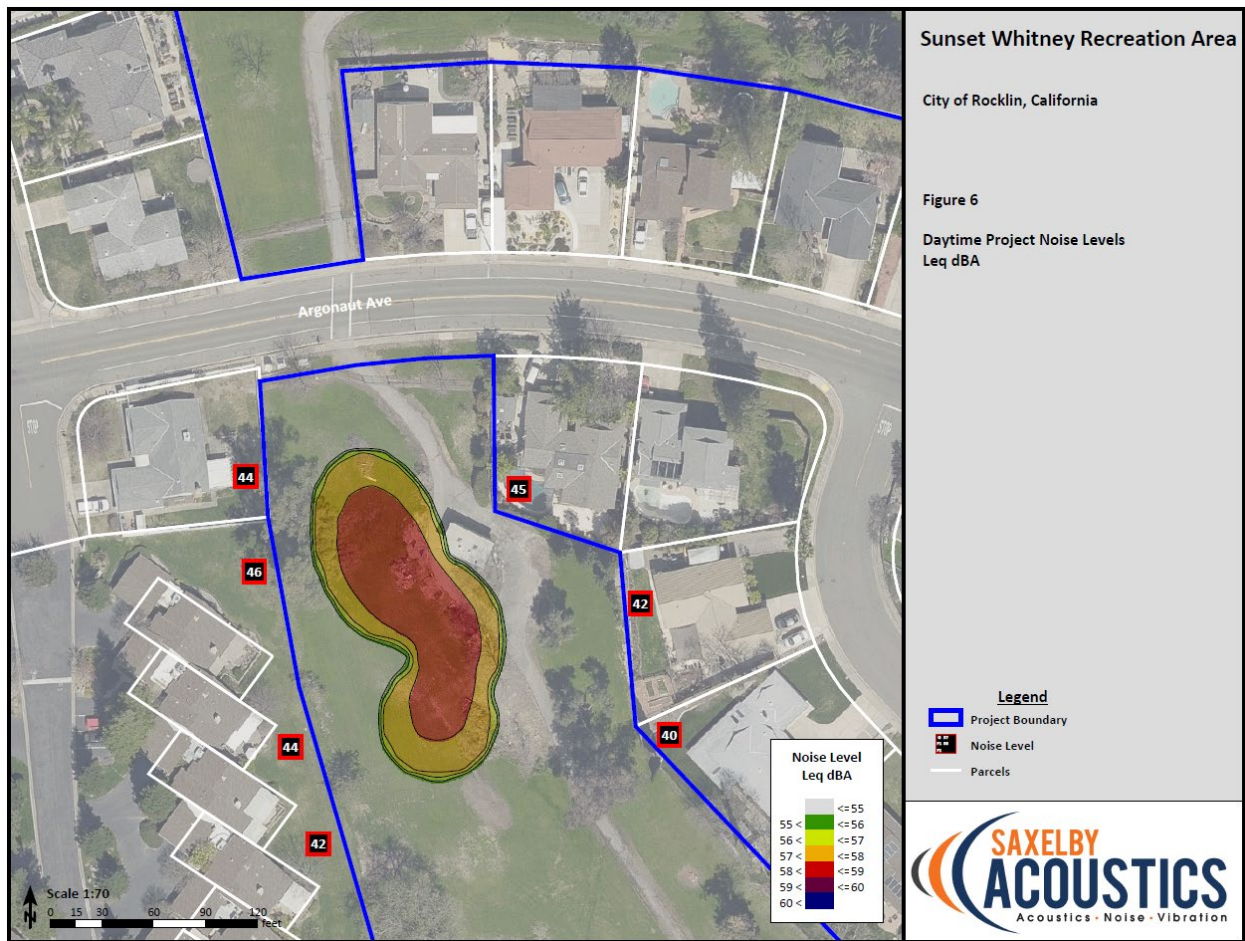 Sunset Whitney Recreation Area
City of Rocklin, California
Figure 6
Daytime Project Noise Levels
Leq dBA
Argonaut Ave
STOP
STOP
44
45
46
42
40
44
42
Scale 1:70
N
0 15 30 60 90 120
feet
Noise Level
Leq dBA
<=55
55 < <=56
56 < <=57
57 < <=58
58 < <=59
59 < <=60
60 <
Legend
Project Boundary
Noise Level
Parcels
SAXELBY
ACOUSTICS
Acoustics · Noise · Vibration